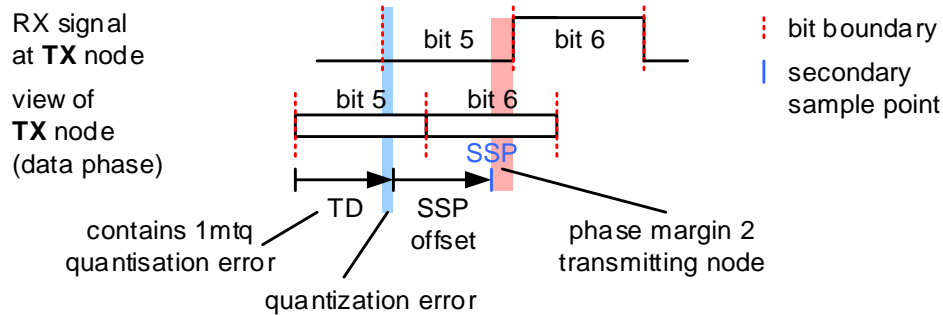 RX signal
at TX node
bit 5
bit 6
bit boundary
secondary
sample point
view of
TX node
(data phase)
bit 5
bit 6
SSP
TD
SSP
offset
contains 1mtq
quantisation error
quantization error
phase margin 2
transmitting node